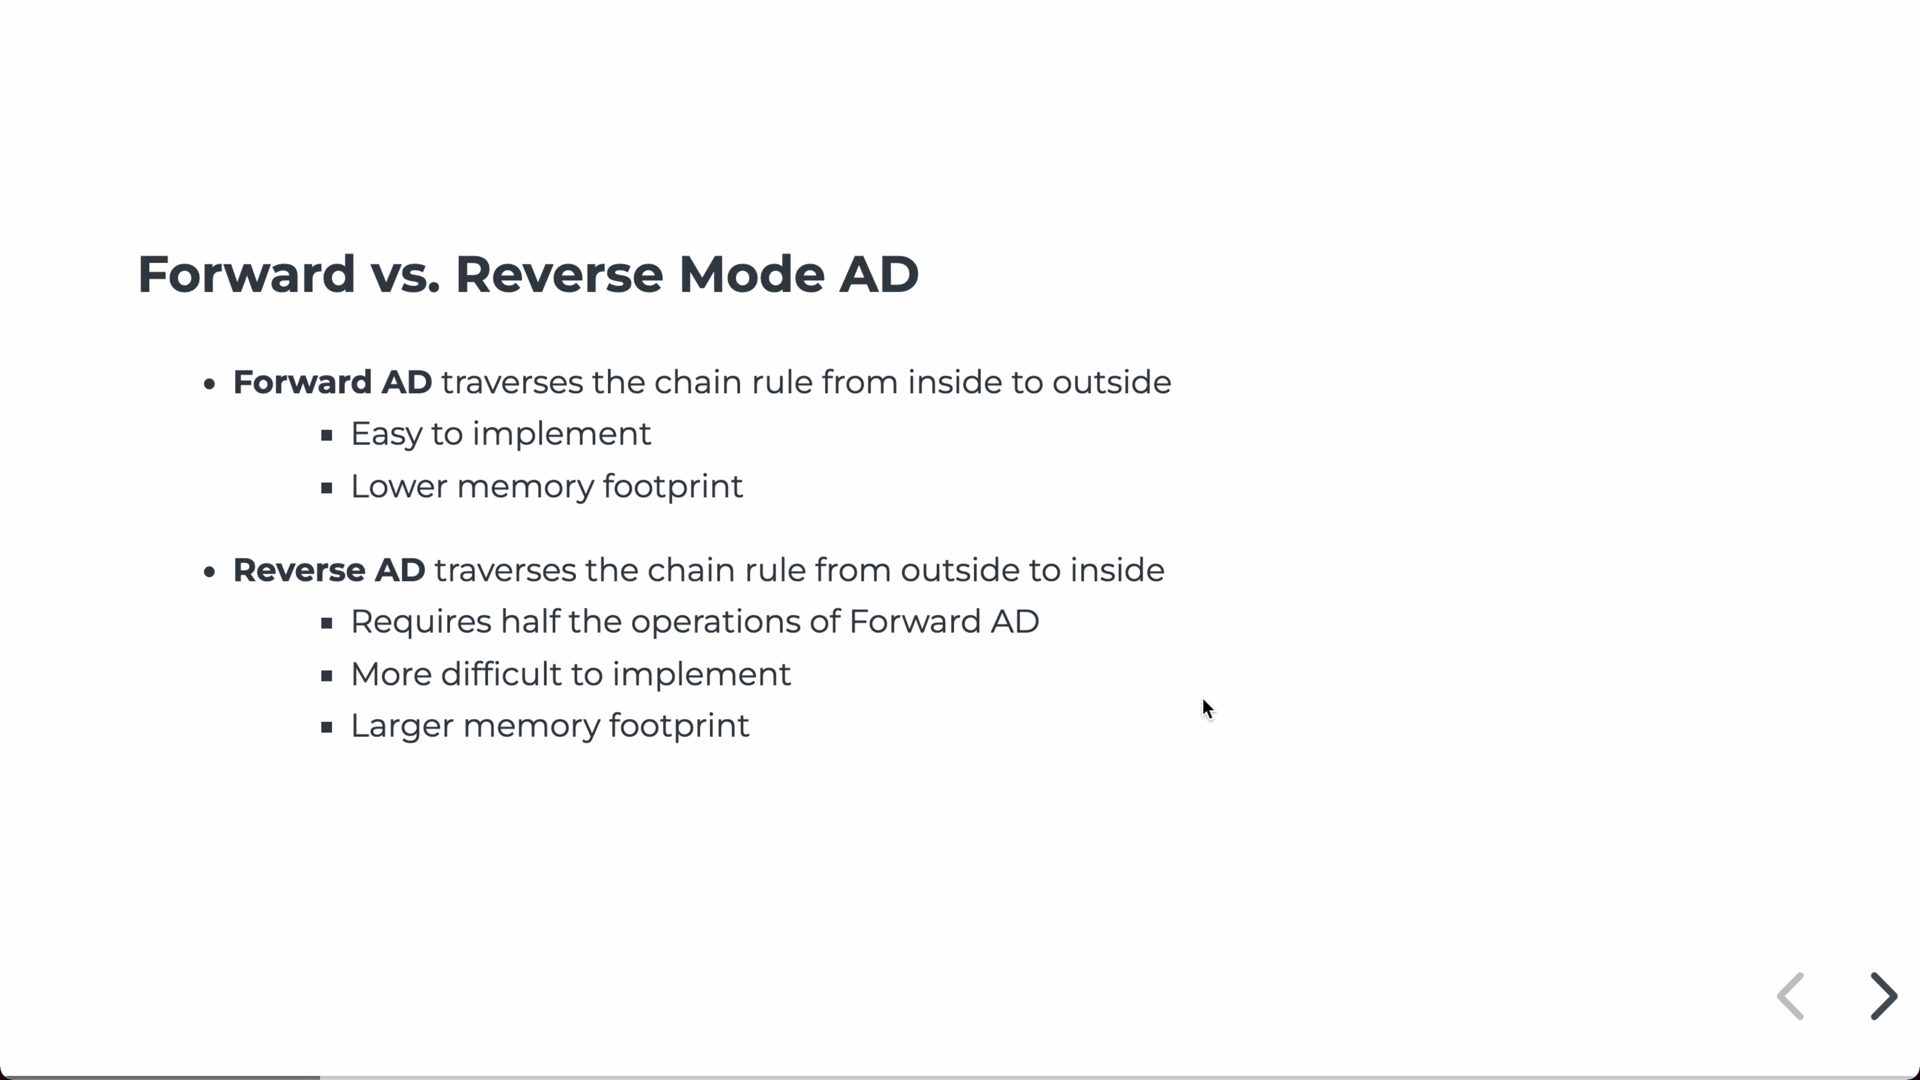 Forward vs. Reverse Mode AD
• Forward AD traverses the chain rule from inside to outside
▪ Easy to implement
▪ Lower memory footprint
• Reverse AD traverses the chain rule from outside to inside
▪ Requires half the operations of Forward AD
▪ More difficult to implement
▪ Larger memory footprint